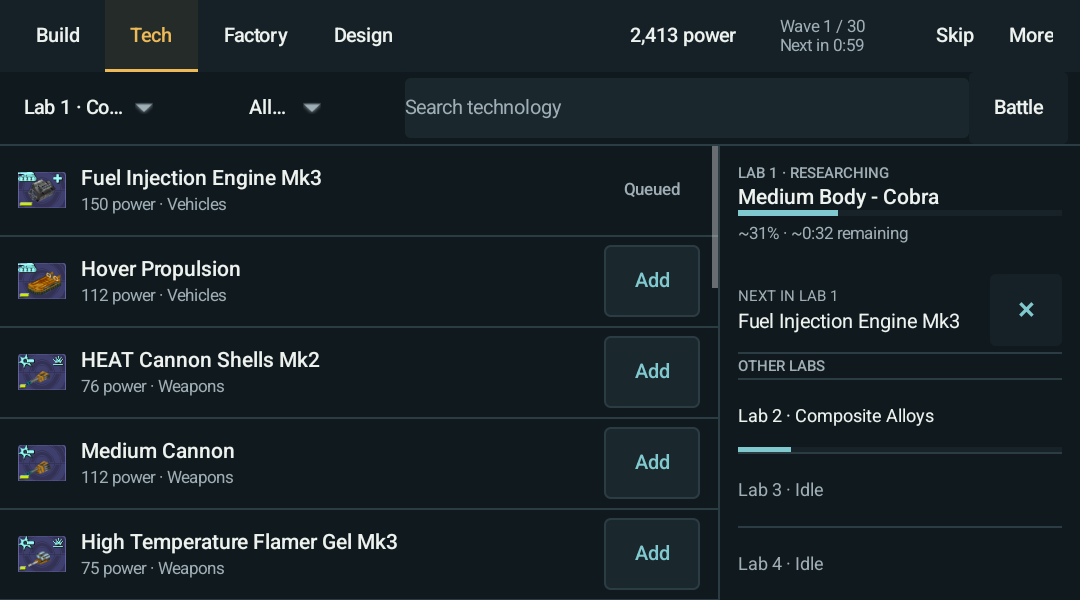 Build Tech Factory Design 2,413 power Wave 1 / 30 Skip More
Next in 0:59
Lab 1 · Co... All... Search technology Battle
Fuel Injection Engine Mk3
150 power · Vehicles
Queued
Hover Propulsion
112 power · Vehicles
Add
HEAT Cannon Shells Mk2
76 power · Weapons
Add
Medium Cannon
112 power · Weapons
Add
High Temperature Flamer Gel Mk3
75 power · Weapons
Add
LAB 1 · RESEARCHING
Medium Body - Cobra
~31% · ~0:32 remaining
NEXT IN LAB 1
Fuel Injection Engine Mk3
×
OTHER LABS
Lab 2 · Composite Alloys
Lab 3 · Idle
Lab 4 · Idle